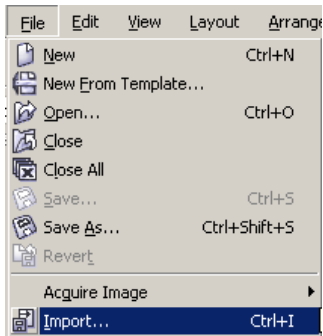 File Edit View Layout Arrange
New Ctrl+N
New From Template...
Open... Ctrl+O
Close
Close All
Save... Ctrl+S
Save As... Ctrl+Shift+S
Revert
Acquire Image
Import... Ctrl+I